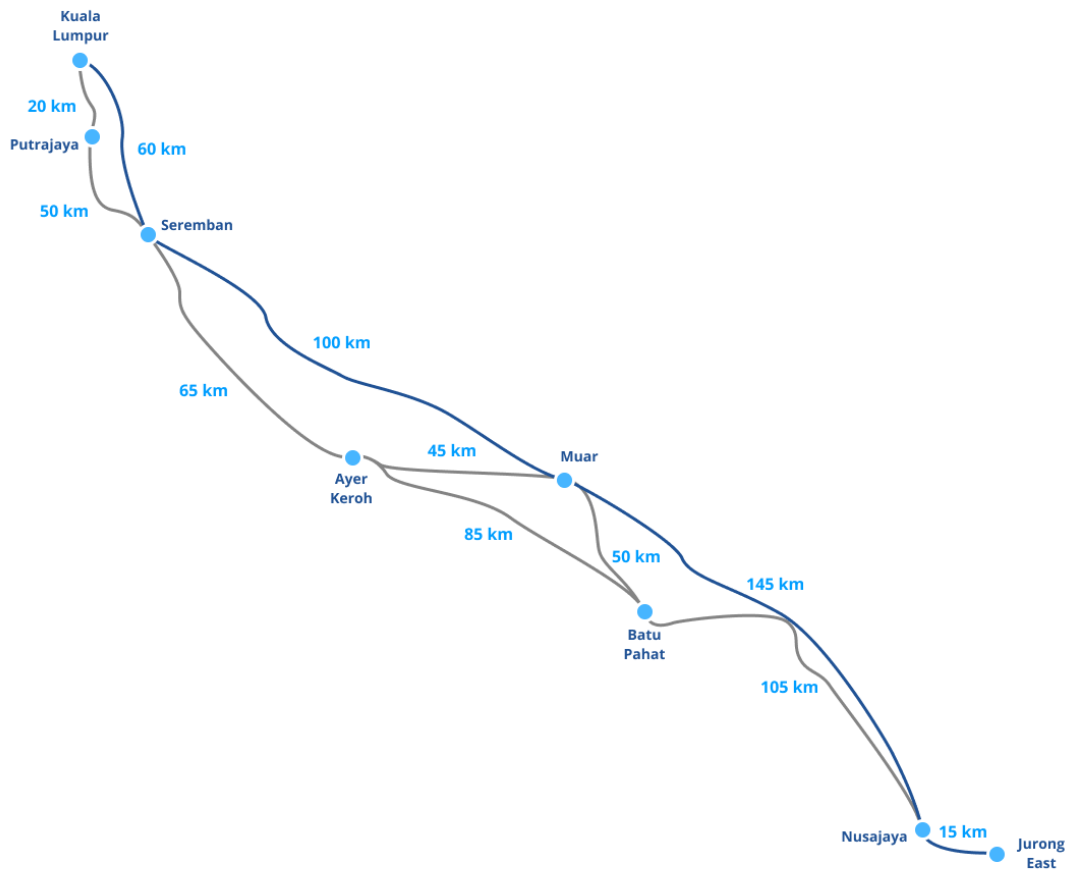 Kuala
Lumpur
20 km
Putrajaya
60 km
50 km
Seremban
100 km
65 km
45 km
Muar
Ayer
Keroh
85 km
50 km
145 km
Batu
Pahat
105 km
Nusajaya
15 km
Jurong
East